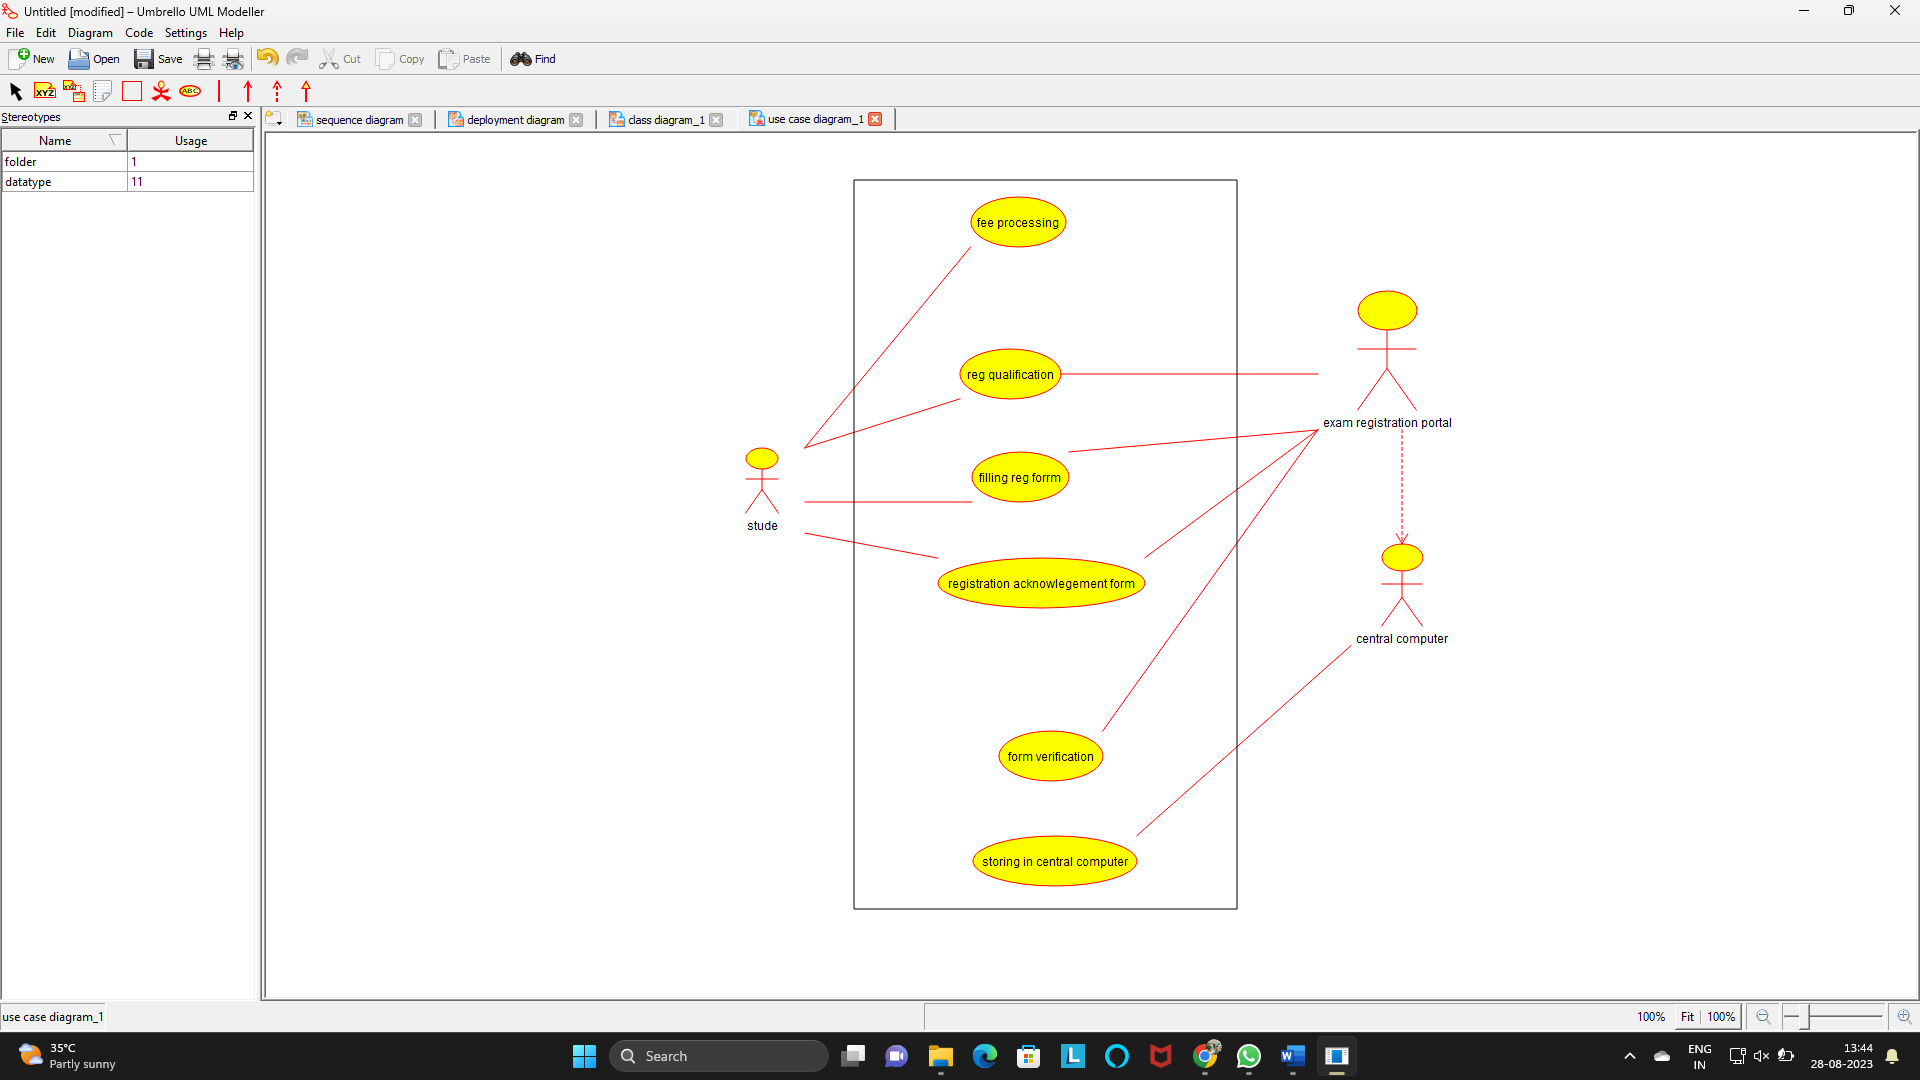 Untitled [modified] – Umbrello UML Modeller
File Edit Diagram Code Settings Help
New Open Save Cut Copy Paste Find
XYZ XYZ ABC
Stereotypes
sequence diagram deployment diagram class diagram_1 use case diagram_1
Name Usage
folder 1
datatype 11
fee processing
reg qualification
exam registration portal
filling reg forrm
stude
registration acknowlegement form
central computer
form verification
storing in central computer
use case diagram_1
100% Fit 100%
35°C
Partly sunny
Search
ENG
IN
13:44
28-08-2023